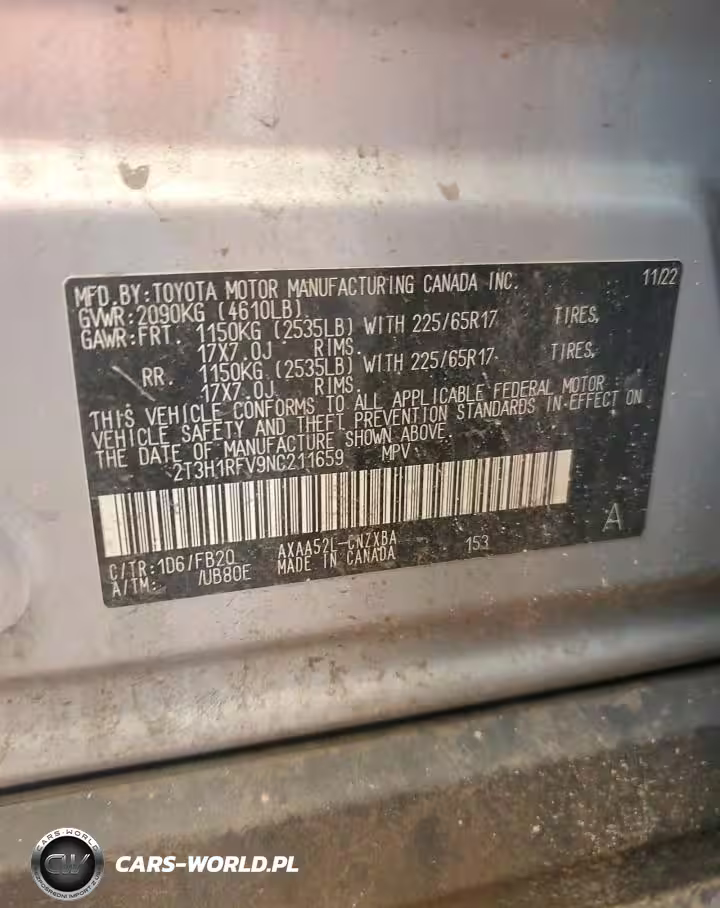 MFD.BY:TOYOTA MOTOR MANUFACTURING CANADA INC. 11/22
GVWR:2090KG (4610LB)
GAWR:FRT. 1150KG (2535LB) WITH 225/65R17 TIRES,
17X7.0J RIMS.
RR. 1150KG (2535LB) WITH 225/65R17 TIRES,
17X7.0J RIMS.
THIS VEHICLE CONFORMS TO ALL APPLICABLE FEDERAL MOTOR
VEHICLE SAFETY AND THEFT PREVENTION STANDARDS IN EFFECT ON
THE DATE OF MANUFACTURE SHOWN ABOVE.
2T3H1RFV9NC211659 MPV
C/TR:1D6/FB20 AXAA52L-CNZXBA 153 A
A/TM: /UB80E MADE IN CANADA
CARS-WORLD
CW
CARS-WORLD.PL